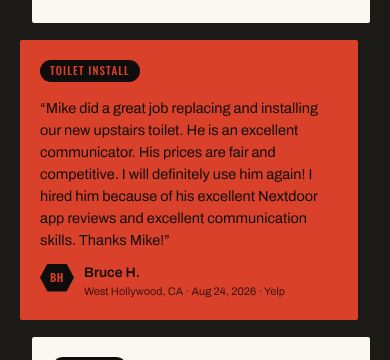 TOILET INSTALL
“Mike did a great job replacing and installing
our new upstairs toilet. He is an excellent
communicator. His prices are fair and
competitive. I will definitely use him again! I
hired him because of his excellent Nextdoor
app reviews and excellent communication
skills. Thanks Mike!”
BH
Bruce H.
West Hollywood, CA · Aug 24, 2026 · Yelp